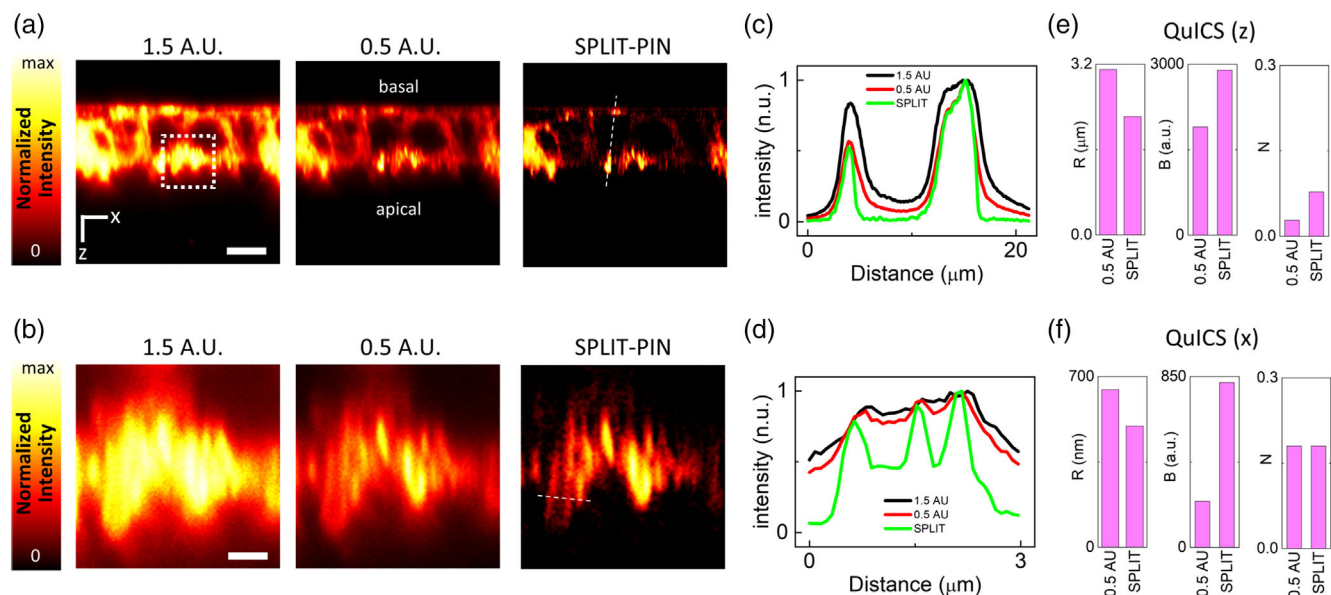 (a)
1.5 A.U.
0.5 A.U.
SPLIT-PIN
max
Normalized
Intensity
0
basal
apical
x
z
(b)
1.5 A.U.
0.5 A.U.
SPLIT-PIN
max
Normalized
Intensity
0
(c)
intensity (n.u.)
1
0
1.5 AU
0.5 AU
SPLIT
0 10 20
Distance (μm)
(d)
intensity (n.u.)
1
0
1.5 AU
0.5 AU
SPLIT
0 3
Distance (μm)
(e)
QuICS (z)
3.2
R (μm)
0.0
0.5 AU
SPLIT
3000
B (a.u.)
0
0.5 AU
SPLIT
0.3
N
0.0
0.5 AU
SPLIT
(f)
QuICS (x)
700
R (nm)
0
0.5 AU
SPLIT
850
B (a.u.)
0
0.5 AU
SPLIT
0.3
N
0.0
0.5 AU
SPLIT